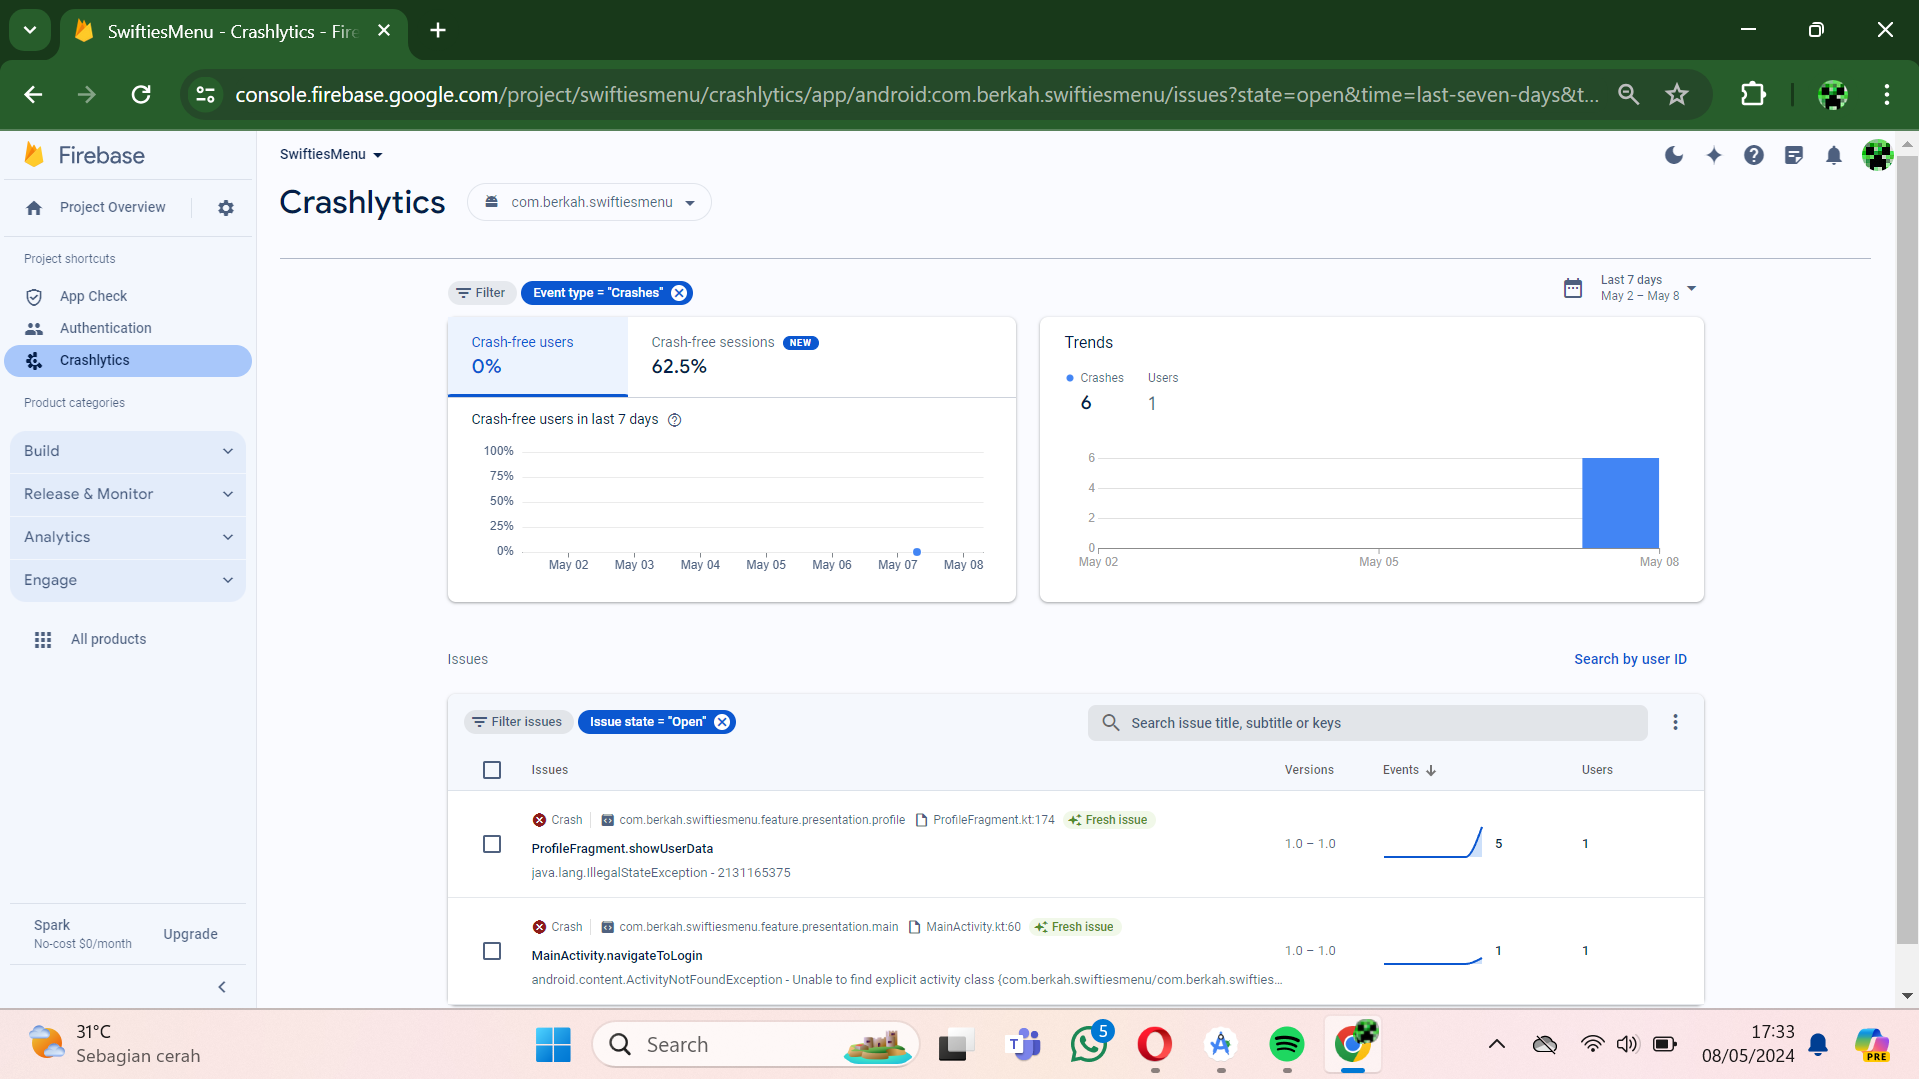 SwiftiesMenu - Crashlytics - Fire
console.firebase.google.com/project/swiftiesmenu/crashlytics/app/android:com.berkah.swiftiesmenu/issues?state=open&time=last-seven-days&t...
Firebase
SwiftiesMenu
Project Overview
Crashlytics
com.berkah.swiftiesmenu
Project shortcuts
App Check
Authentication
Crashlytics
Product categories
Build
Release & Monitor
Analytics
Engage
All products
Spark
No-cost $0/month
Upgrade
Filter
Event type = "Crashes"
Last 7 days
May 2 – May 8
Crash-free users
0%
Crash-free sessions NEW
62.5%
Crash-free users in last 7 days
100%
75%
50%
25%
0%
May 02 May 03 May 04 May 05 May 06 May 07 May 08
Trends
Crashes Users
6 1
6
4
2
0
May 02 May 05 May 08
Issues
Search by user ID
Filter issues
Issue state = "Open"
Search issue title, subtitle or keys
Issues Versions Events Users
Crash com.berkah.swiftiesmenu.feature.presentation.profile ProfileFragment.kt:174 Fresh issue
ProfileFragment.showUserData
java.lang.IllegalStateException - 2131165375
1.0 – 1.0 5 1
Crash com.berkah.swiftiesmenu.feature.presentation.main MainActivity.kt:60 Fresh issue
MainActivity.navigateToLogin
android.content.ActivityNotFoundException - Unable to find explicit activity class {com.berkah.swiftiesmenu/com.berkah.swifties...
1.0 – 1.0 1 1
31°C
Sebagian cerah
Search
5
17:33
08/05/2024
PRE